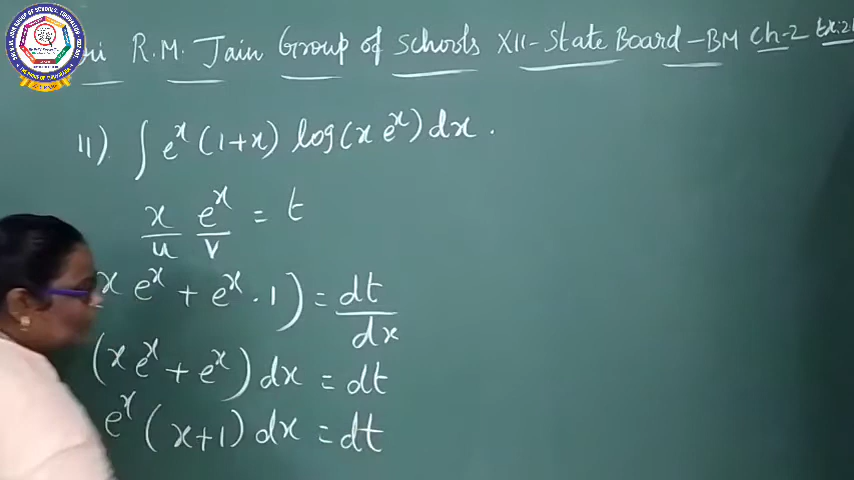 R.M. Jain Group of Schools XII-State Board-BM Ch-2
11) ∫ e^x (1+x) log(x e^x) dx .
x e^x = t
u v
x e^x + e^x . 1) = dt/dx
(x e^x + e^x) dx = dt
e^x (x+1) dx = dt